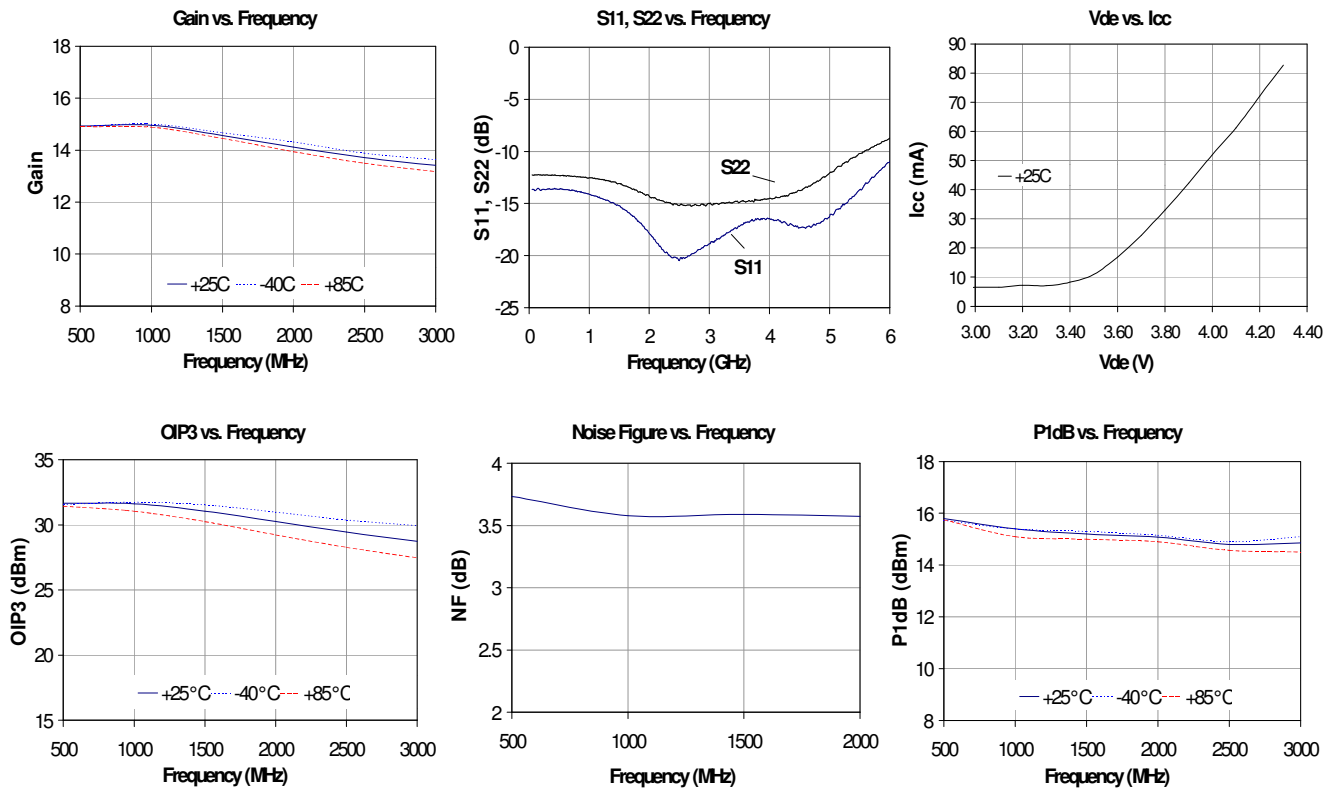 Gain vs. Frequency
18
16
14
12
10
8
Gain
+25C -40C +85C
500 1000 1500 2000 2500 3000
Frequency (MHz)
S11, S22 vs. Frequency
0
-5
-10
-15
-20
-25
S11, S22 (dB)
S22
S11
0 1 2 3 4 5 6
Frequency (GHz)
Vde vs. Icc
90
80
70
60
50
40
30
20
10
0
Icc (mA)
+25C
3.00 3.20 3.40 3.60 3.80 4.00 4.20 4.40
Vde (V)
OIP3 vs. Frequency
35
30
25
20
15
OIP3 (dBm)
+25°C -40°C +85°C
500 1000 1500 2000 2500 3000
Frequency (MHz)
Noise Figure vs. Frequency
4
3.5
3
2.5
2
NF (dB)
500 1000 1500 2000
Frequency (MHz)
P1dB vs. Frequency
18
16
14
12
10
8
P1dB (dBm)
+25°C -40°C +85°C
500 1000 1500 2000 2500 3000
Frequency (MHz)